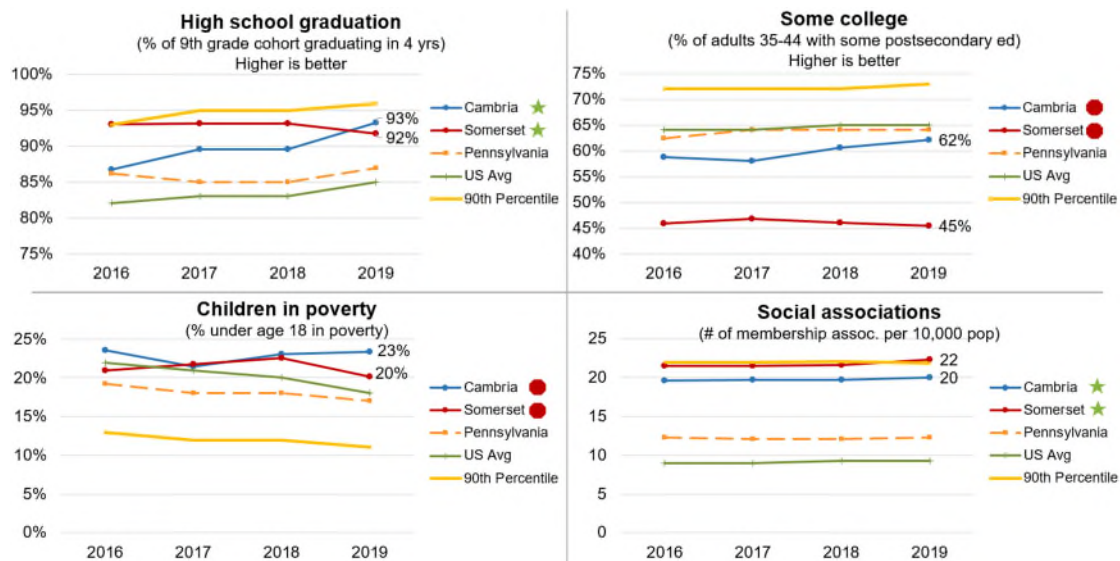 High school graduation
(% of 9th grade cohort graduating in 4 yrs)
Higher is better
100%
95%
90%
85%
80%
75%
93%
92%
2016 2017 2018 2019
Cambria
Somerset
Pennsylvania
US Avg
90th Percentile
Some college
(% of adults 35-44 with some postsecondary ed)
Higher is better
75%
70%
65%
60%
55%
50%
45%
40%
62%
45%
2016 2017 2018 2019
Cambria
Somerset
Pennsylvania
US Avg
90th Percentile
Children in poverty
(% under age 18 in poverty)
25%
20%
15%
10%
5%
0%
23%
20%
2016 2017 2018 2019
Cambria
Somerset
Pennsylvania
US Avg
90th Percentile
Social associations
(# of membership assoc. per 10,000 pop)
25
20
15
10
5
0
22
20
2016 2017 2018 2019
Cambria
Somerset
Pennsylvania
US Avg
90th Percentile